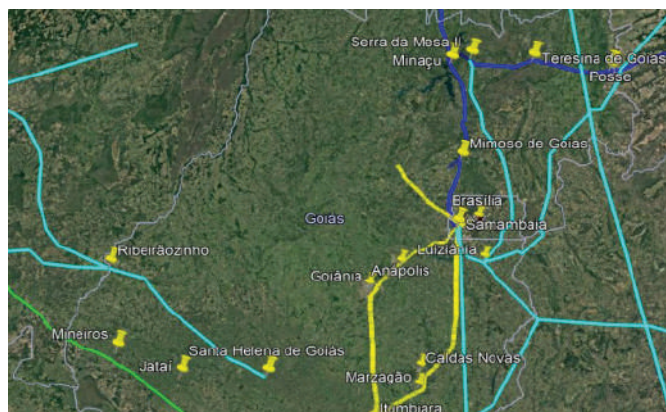 Serra da Mesa II
Minaçu
Teresina de Goiás
Posse
Mimoso de Goiás
Brasília
Goiás
Samambaia
Luiziânia
Ribeirãozinho
Anápolis
Goiânia
Mineiros
Jataí
Santa Helena de Goiás
Caldas Novas
Marzagão
Itumbiara